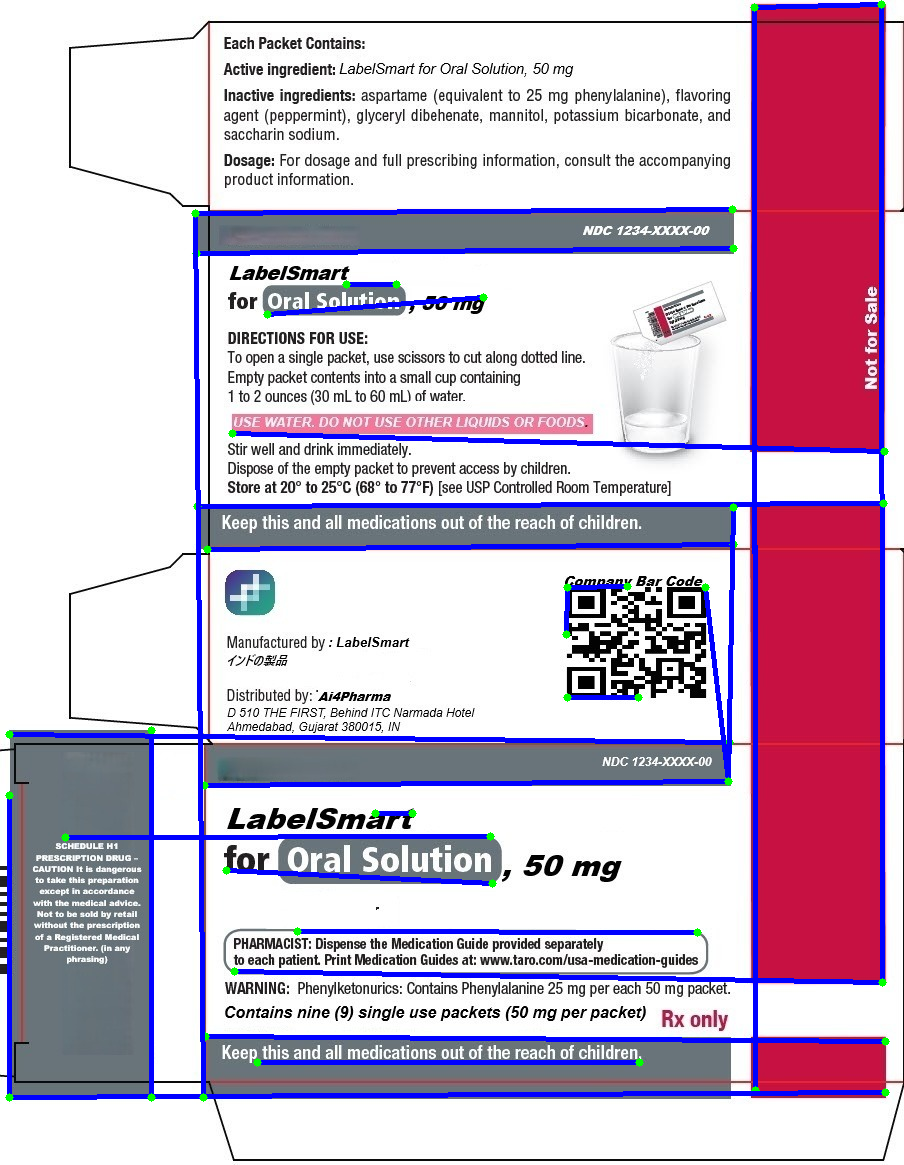 Each Packet Contains:
Active ingredient: LabelSmart for Oral Solution, 50 mg
Inactive ingredients: aspartame (equivalent to 25 mg phenylalanine), flavoring
agent (peppermint), glyceryl dibehenate, mannitol, potassium bicarbonate, and
saccharin sodium.
Dosage: For dosage and full prescribing information, consult the accompanying
product information.
NDC 1234-XXXX-00
LabelSmart
for Oral Solution, 50 mg
DIRECTIONS FOR USE:
To open a single packet, use scissors to cut along dotted line.
Empty packet contents into a small cup containing
1 to 2 ounces (30 mL to 60 mL) of water.
USE WATER. DO NOT USE OTHER LIQUIDS OR FOODS.
Stir well and drink immediately.
Dispose of the empty packet to prevent access by children.
Store at 20° to 25°C (68° to 77°F) [see USP Controlled Room Temperature]
Not for Sale
Keep this and all medications out of the reach of children.
Company Bar Code
Manufactured by : LabelSmart
インドの製品
Distributed by: Ai4Pharma
D 510 THE FIRST, Behind ITC Narmada Hotel
Ahmedabad, Gujarat 380015, IN
NDC 1234-XXXX-00
LabelSmart
for Oral Solution, 50 mg
PHARMACIST: Dispense the Medication Guide provided separately
to each patient. Print Medication Guides at: www.taro.com/usa-medication-guides
WARNING: Phenylketonurics: Contains Phenylalanine 25 mg per each 50 mg packet.
Contains nine (9) single use packets (50 mg per packet)
Rx only
Keep this and all medications out of the reach of children.
SCHEDULE H1
PRESCRIPTION DRUG –
CAUTION It is dangerous
to take this preparation
except in accordance
with the medical advice.
Not to be sold by retail
without the prescription
of a Registered Medical
Practitioner. (in any
phrasing)